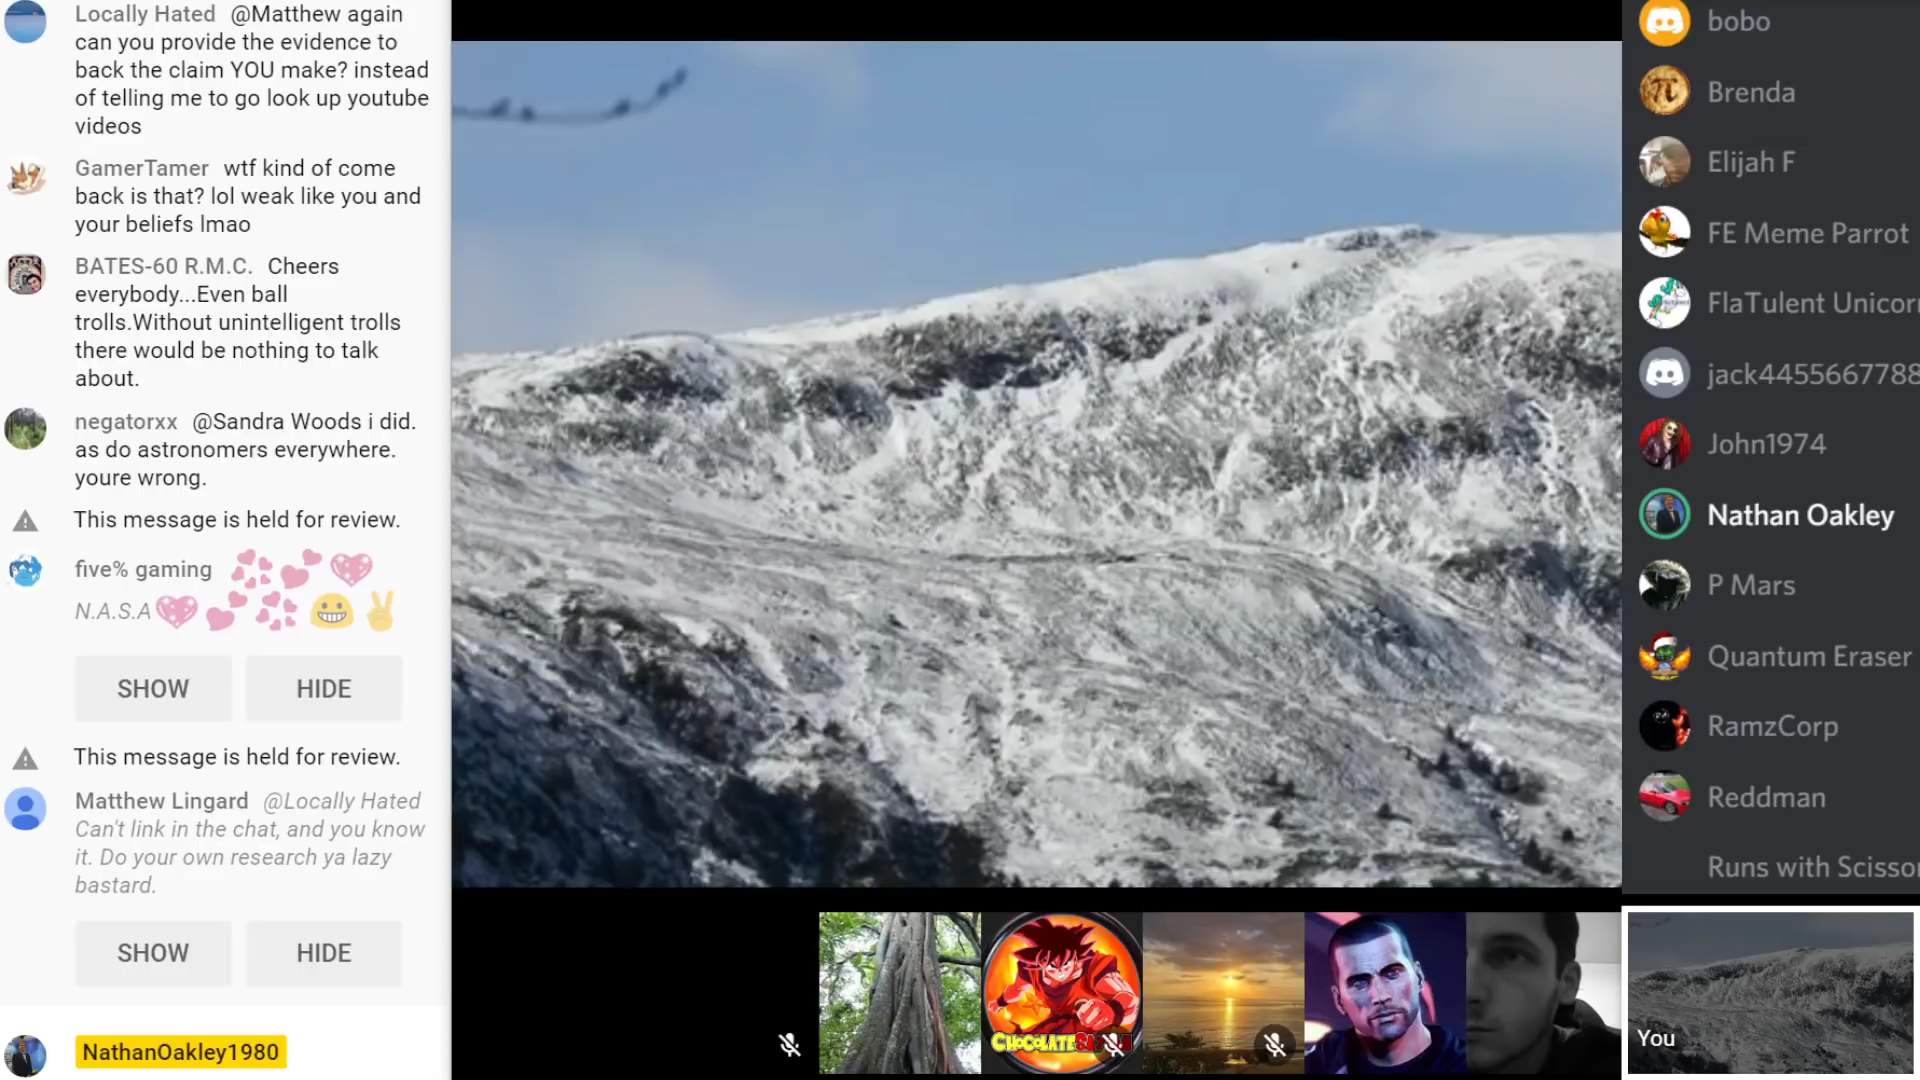 Locally Hated @Matthew again
can you provide the evidence to
back the claim YOU make? instead
of telling me to go look up youtube
videos
GamerTamer wtf kind of come
back is that? lol weak like you and
your beliefs lmao
BATES-60 R.M.C. Cheers
everybody...Even ball
trolls.Without unintelligent trolls
there would be nothing to talk
about.
negatorxx @Sandra Woods i did.
as do astronomers everywhere.
youre wrong.
This message is held for review.
five% gaming
N.A.S.A
SHOW HIDE
This message is held for review.
Matthew Lingard @Locally Hated
Can't link in the chat, and you know
it. Do your own research ya lazy
bastard.
SHOW HIDE
NathanOakley1980
bobo
Brenda
Elijah F
FE Meme Parrot
FlaTulent Unicorn
jack4455667788
John1974
Nathan Oakley
P Mars
Quantum Eraser
RamzCorp
Reddman
Runs with Scissor
You